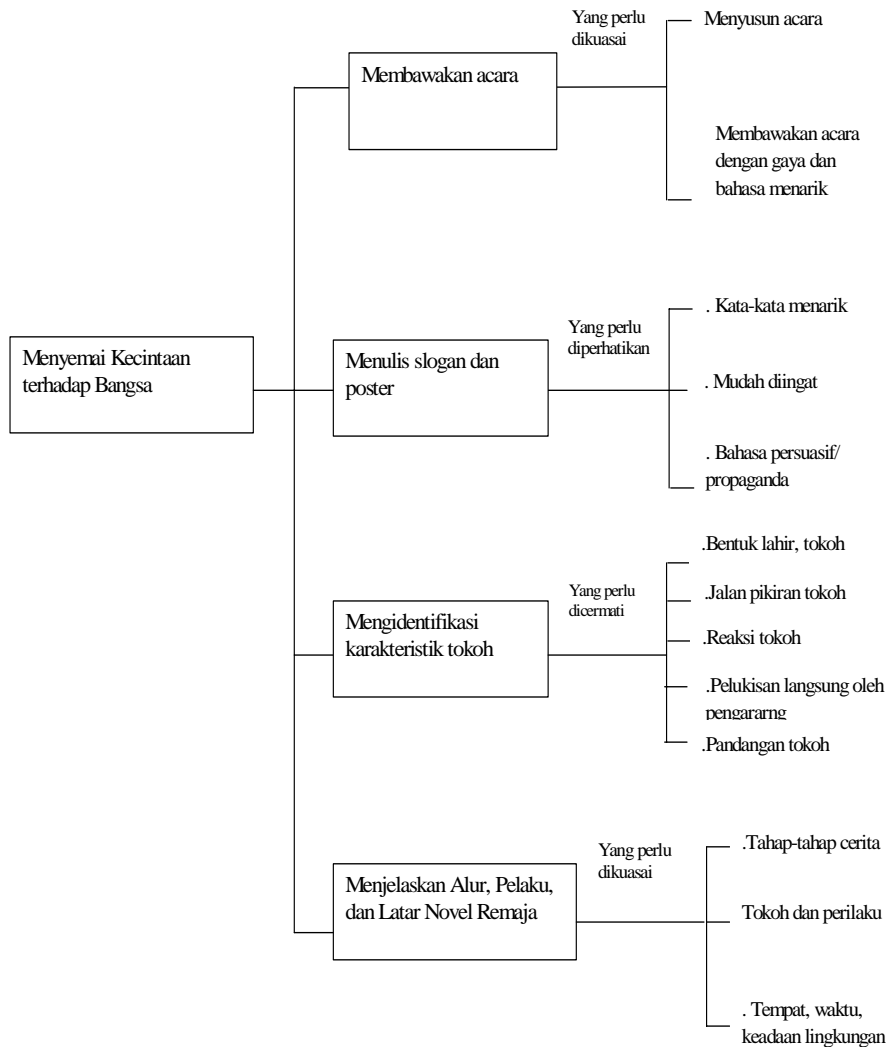 Yang perlu
dikuasai
Menyusun acara
Membawakan acara
Membawakan acara
dengan gaya dan
bahasa menarik
Menyemai Kecintaan
terhadap Bangsa
Menulis slogan dan
poster
Yang perlu
diperhatikan
. Kata-kata menarik
. Mudah diingat
. Bahasa persuasif/
propaganda
Mengidentifikasi
karakteristik tokoh
Yang perlu
dicermati
.Bentuk lahir, tokoh
.Jalan pikiran tokoh
.Reaksi tokoh
.Pelukisan langsung oleh
pengararng
.Pandangan tokoh
Menjelaskan Alur, Pelaku,
dan Latar Novel Remaja
Yang perlu
dikuasai
.Tahap-tahap cerita
Tokoh dan perilaku
. Tempat, waktu,
keadaan lingkungan